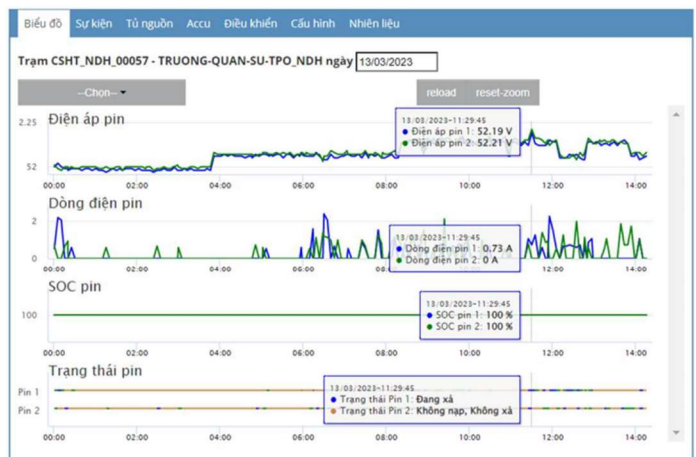 Biểu đồ Sự kiện Tủ nguồn Accu Điều khiển Cấu hình Nhiên liệu
Trạm CSHT_NDH_00057 - TRUONG-QUAN-SU-TPO_NDH ngày 13/03/2023
--Chọn-- reload reset-zoom
Điện áp pin
2.25
52
13/03/2023-11:29:45
Điện áp pin 1: 52.19 V
Điện áp pin 2: 52.21 V
00:00 02:00 04:00 06:00 08:00 10:00 12:00 14:00
Dòng điện pin
2
0
13/03/2023-11:29:45
Dòng điện pin 1: 0.73 A
Dòng điện pin 2: 0 A
00:00 02:00 04:00 06:00 08:00 12:00 14:00
SOC pin
100
13/03/2023-11:29:45
SOC pin 1: 100 %
SOC pin 2: 100 %
00:00 02:00 04:00 06:00 08:00 10:00 12:00 14:00
Trạng thái pin
Pin 1
Pin 2
13/03/2023-11:29:45
Trạng thái Pin 1: Đang xả
Trạng thái Pin 2: Không nạp, Không xả
00:00 02:00 04:00 06:00 08:00 10:00 12:00 14:00